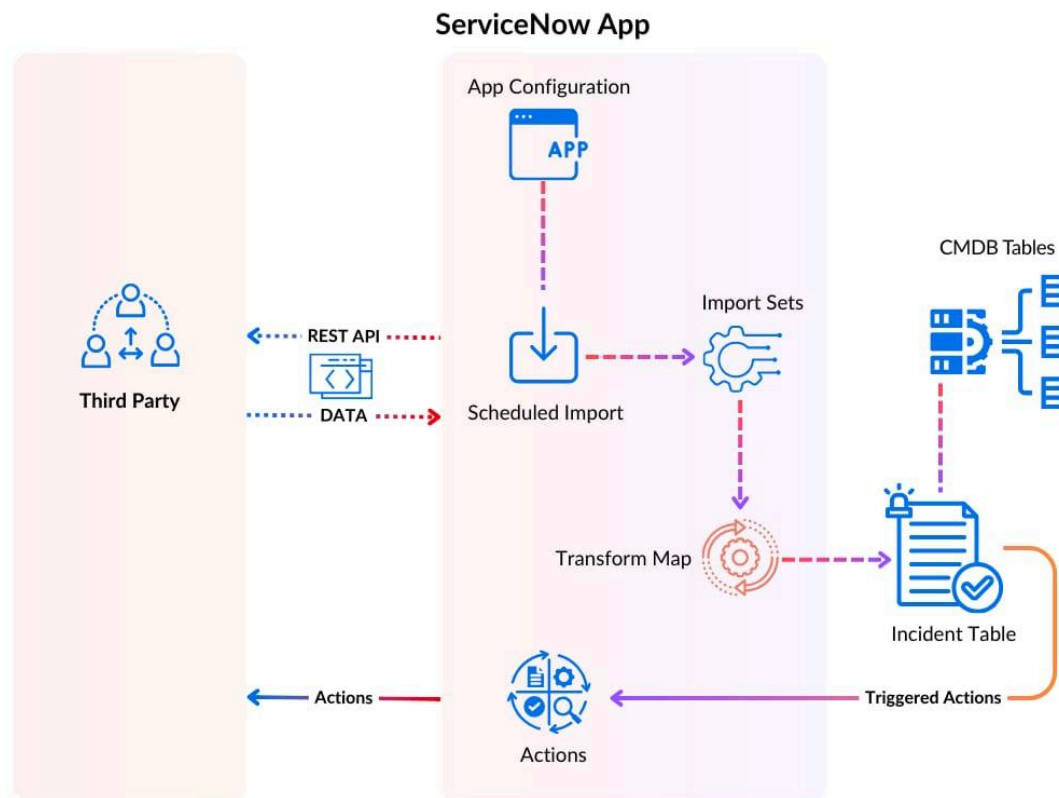 ServiceNow App
App Configuration
APP
CMDB Tables
Import Sets
REST API
Third Party
DATA
Scheduled Import
Transform Map
Incident Table
Actions
Triggered Actions
Actions